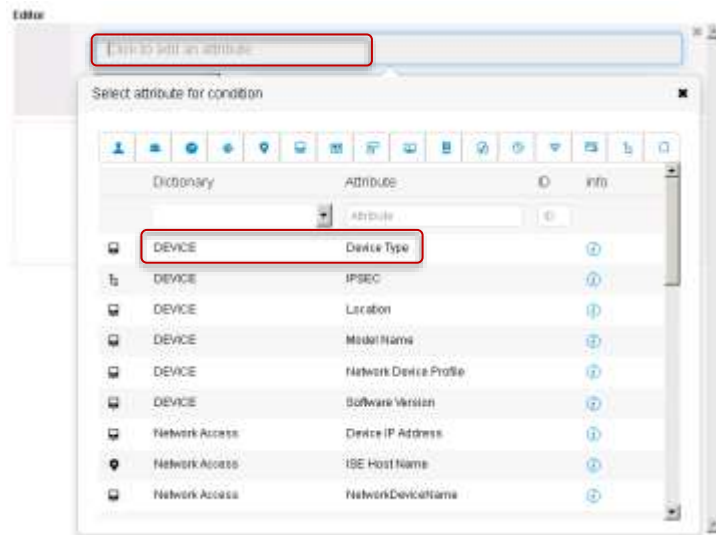 Editor
Click to add an attribute
Select attribute for condition
Dictionary Attribute ID Info
Attribute ID
DEVICE Device Type
DEVICE IPSEC
DEVICE Location
DEVICE Model Name
DEVICE Network Device Profile
DEVICE Software Version
Network Access Device IP Address
Network Access ISE Host Name
Network Access NetworkDeviceName